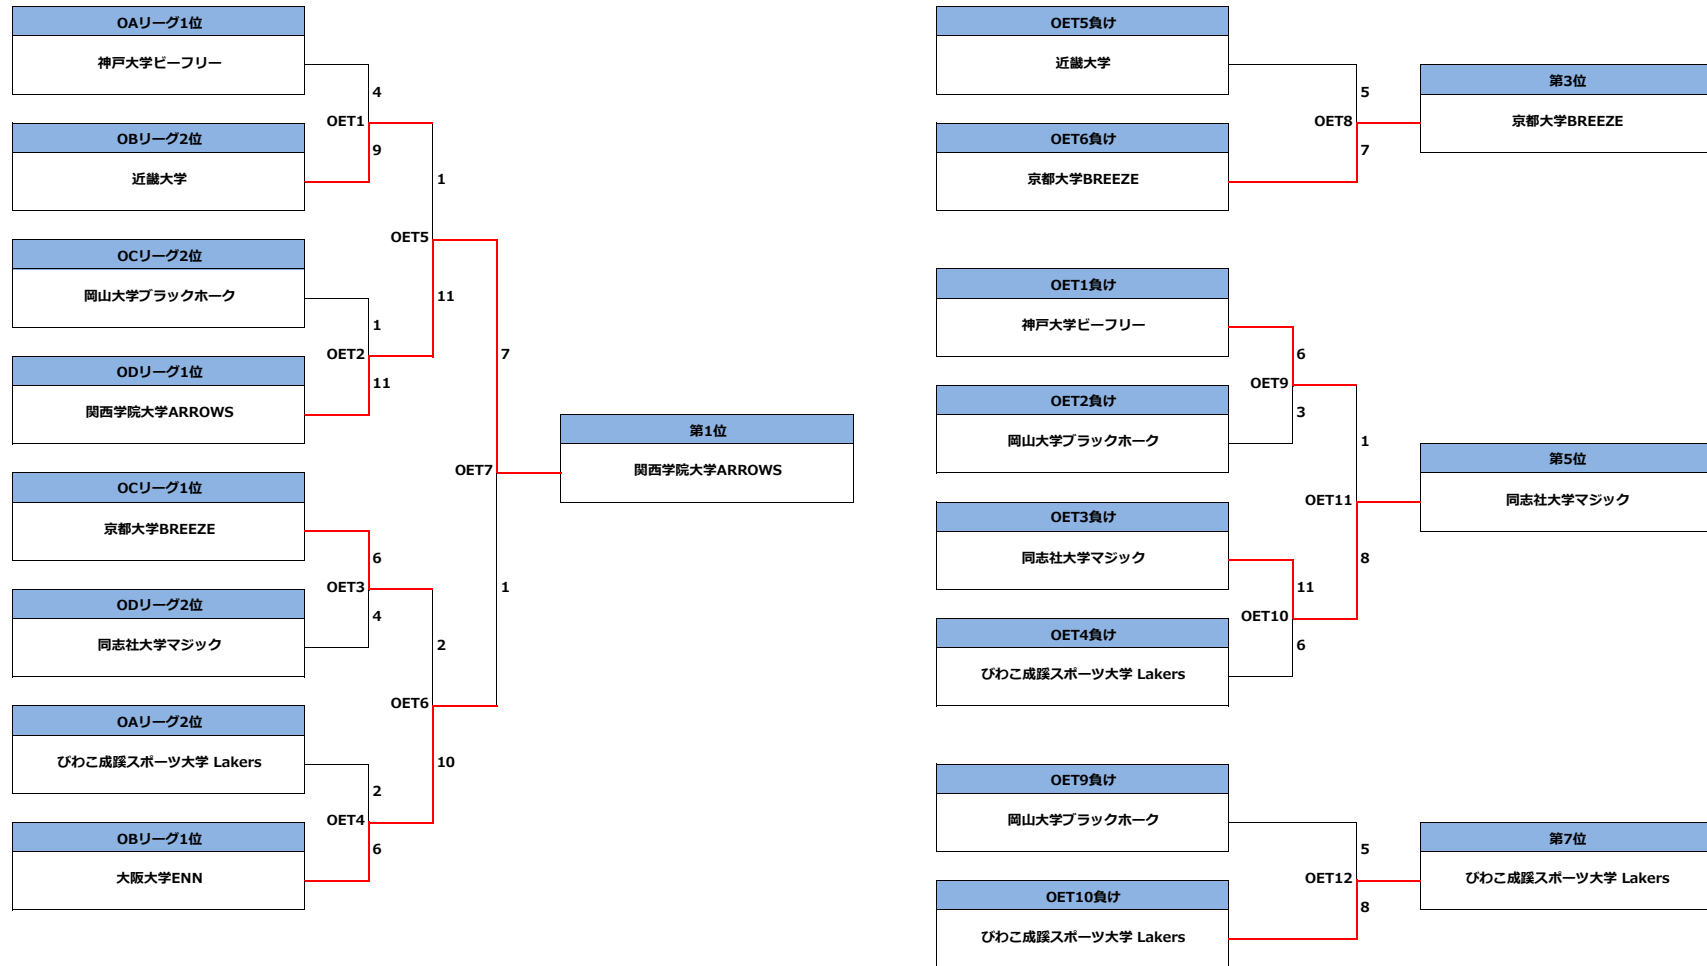 OAリーグ1位
神戸大学ビーフリー
4
OET1
OBリーグ2位
9
近畿大学
1
OET5
OCリーグ2位
岡山大学ブラックホーク
11
1
OET2
7
ODリーグ1位
11
関西学院大学ARROWS
第1位
OET7
関西学院大学ARROWS
OCリーグ1位
京都大学BREEZE
6
OET3
1
ODリーグ2位
4
同志社大学マジック
2
OET6
OAリーグ2位
びわこ成蹊スポーツ大学 Lakers
10
2
OET4
OBリーグ1位
6
大阪大学ENN
OET5負け
近畿大学
第3位
5
OET8
京都大学BREEZE
OET6負け
7
京都大学BREEZE
OET1負け
神戸大学ビーフリー
6
OET9
OET2負け
3
岡山大学ブラックホーク
1
第5位
OET11
同志社大学マジック
OET3負け
同志社大学マジック
8
11
OET10
OET4負け
6
びわこ成蹊スポーツ大学 Lakers
OET9負け
岡山大学ブラックホーク
第7位
5
OET12
びわこ成蹊スポーツ大学 Lakers
OET10負け
8
びわこ成蹊スポーツ大学 Lakers